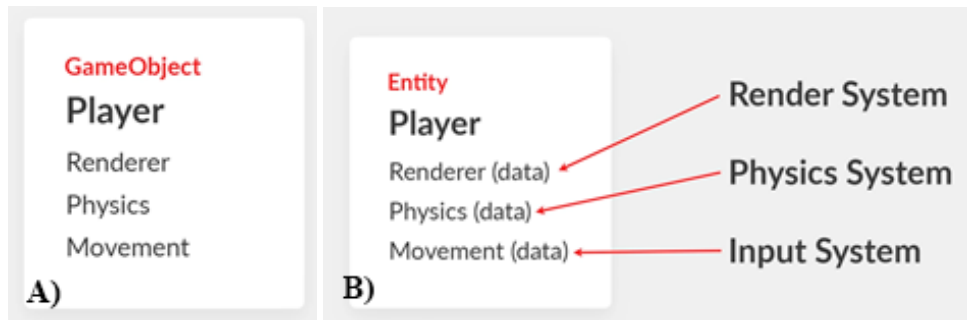 GameObject
Player
Renderer
Physics
Movement
A)
Entity
Player
Renderer (data)
Physics (data)
Movement (data)
B)
Render System
Physics System
Input System